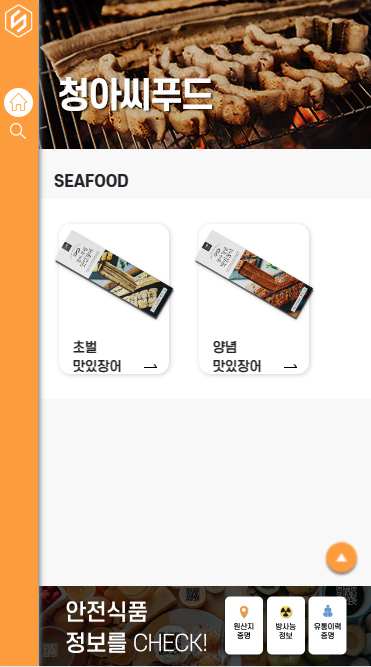 청아씨푸드
SEAFOOD
초벌
맛있장어
양념
맛있장어
안전식품
정보를 CHECK!
원산지
증명
방사능
정보
유통이력
증명